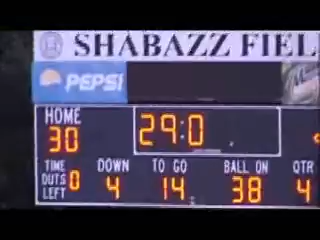 SHABAZZ FIEL
PEPSI
HOME
30
29:0
TIME OUTS LEFT 0
DOWN 4
TO GO 14
BALL ON 38
QTR 4